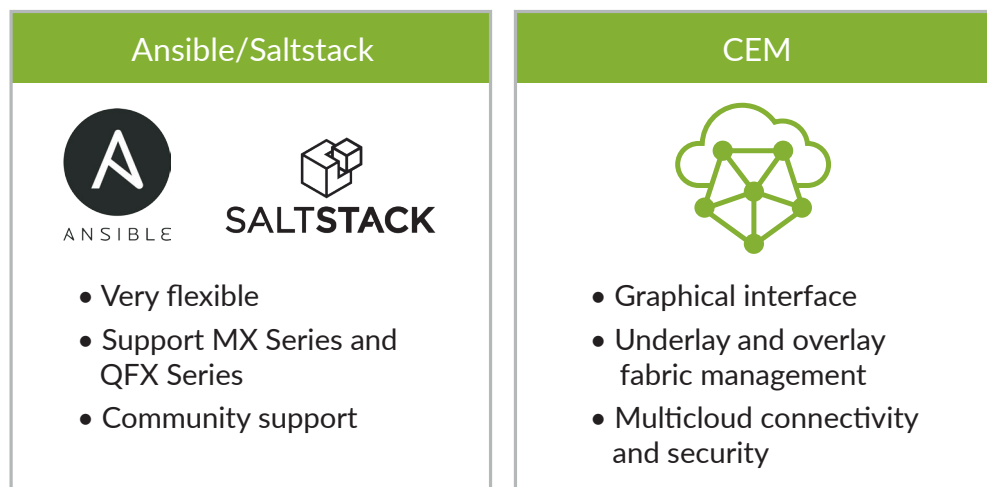 Ansible/Saltstack
ANSIBLE
SALTSTACK
• Very flexible
• Support MX Series and
QFX Series
• Community support
CEM
• Graphical interface
• Underlay and overlay
fabric management
• Multicloud connectivity
and security